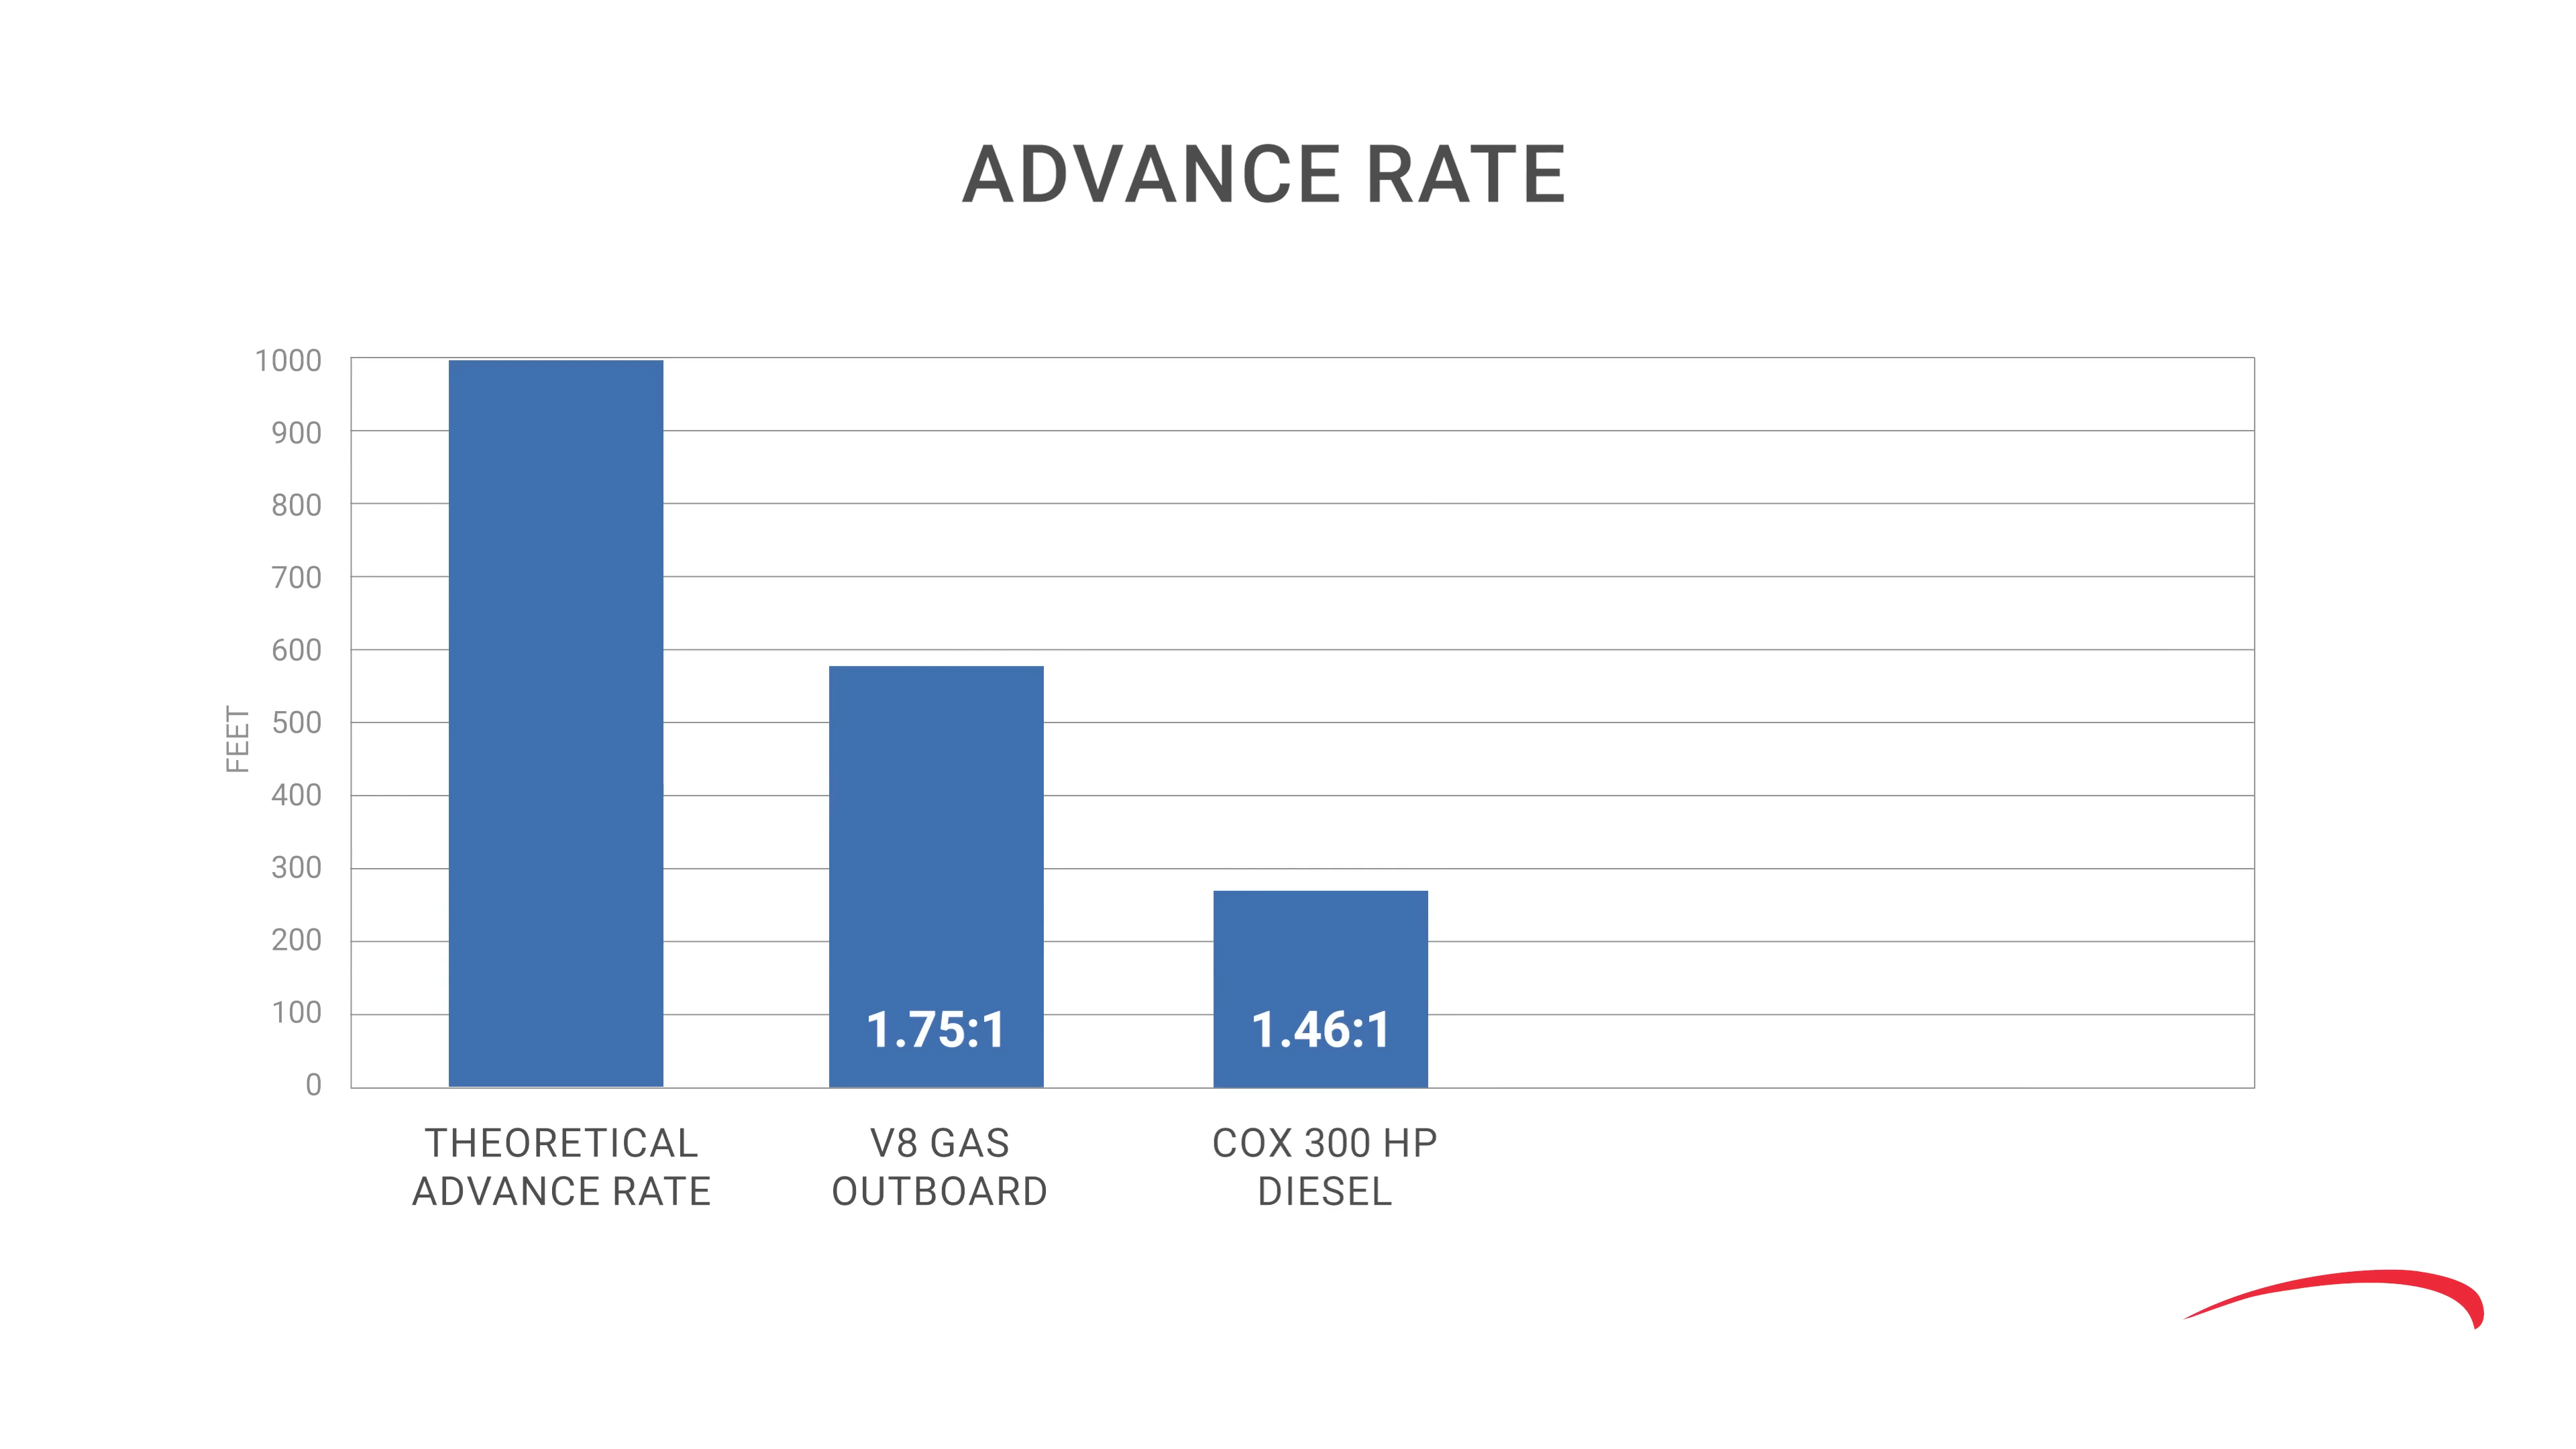 ADVANCE RATE
1000
900
800
700
600
500
400
300
200
100
0
FEET
1.75:1
1.46:1
THEORETICAL
ADVANCE RATE
V8 GAS
OUTBOARD
COX 300 HP
DIESEL